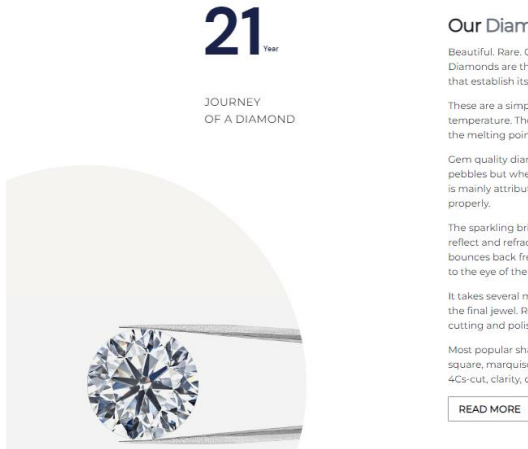 21 Year
JOURNEY
OF A DIAMOND
Our Diam
Beautiful. Rare.
Diamonds are th
that establish its
These are a simp
temperature. The
the melting poin
Gem quality diar
pebbles but whe
is mainly attribu
properly.
The sparkling bri
reflect and refrac
bounces back fre
to the eye of the
It takes several n
the final jewel. R
cutting and polis
Most popular sha
square, marquise
4Cs-cut, clarity, c
READ MORE